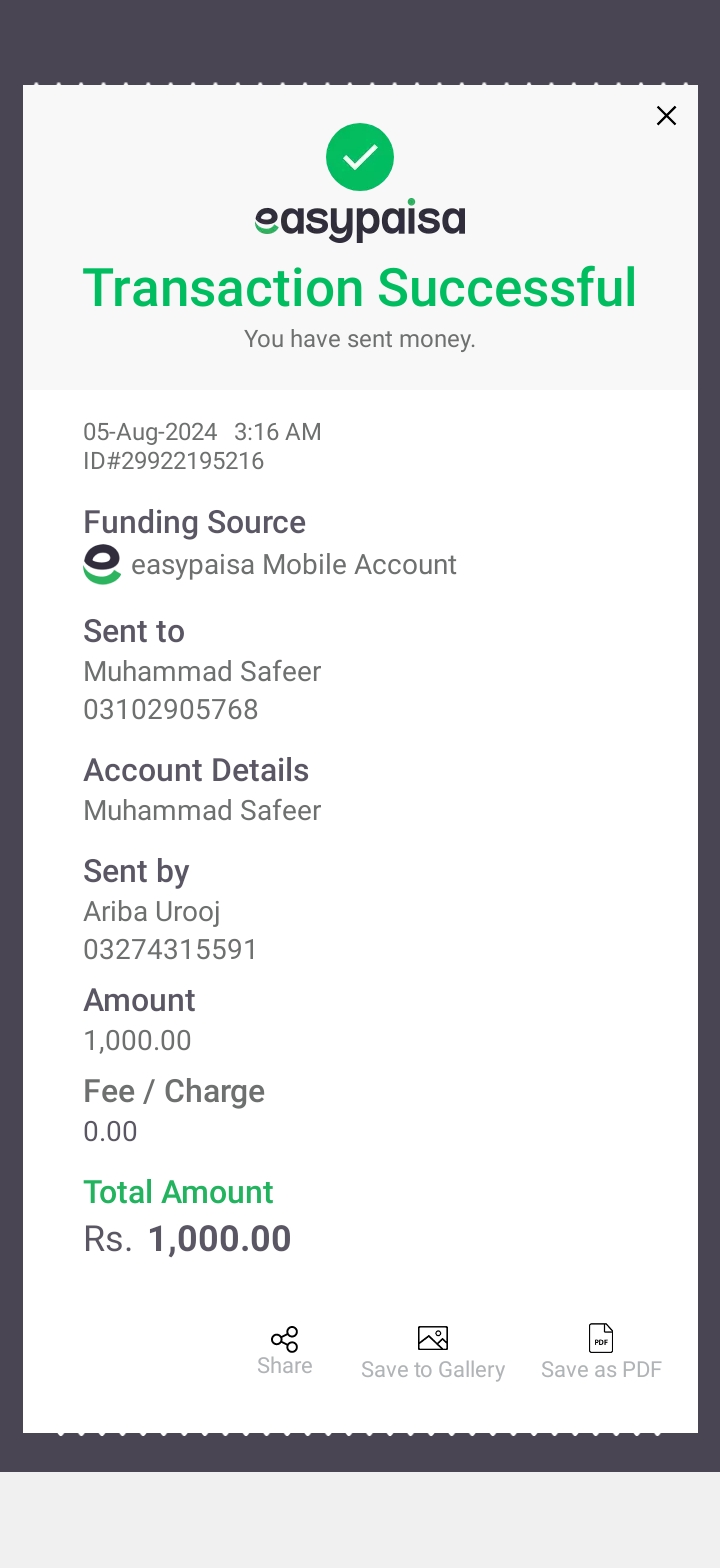 easypaisa
Transaction Successful
You have sent money.
05-Aug-2024 3:16 AM
ID#29922195216
Funding Source
easypaisa Mobile Account
Sent to
Muhammad Safeer
03102905768
Account Details
Muhammad Safeer
Sent by
Ariba Urooj
03274315591
Amount
1,000.00
Fee / Charge
0.00
Total Amount
Rs. 1,000.00
PDF
Share
Save to Gallery
Save as PDF